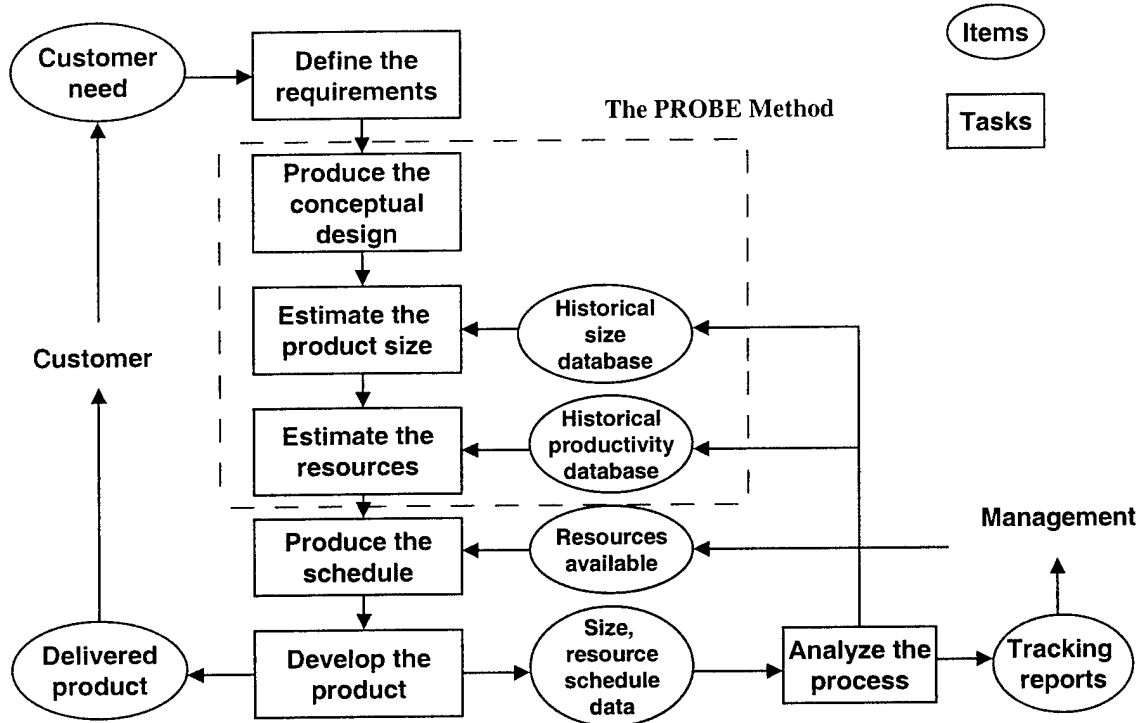 Customer
need
Define the
requirements
Items
The PROBE Method
Tasks
Produce the
conceptual
design
Estimate the
product size
Historical
size
database
Customer
Estimate the
resources
Historical
productivity
database
Management
Produce the
schedule
Resources
available
Delivered
product
Develop the
product
Size,
resource
schedule
data
Analyze the
process
Tracking
reports